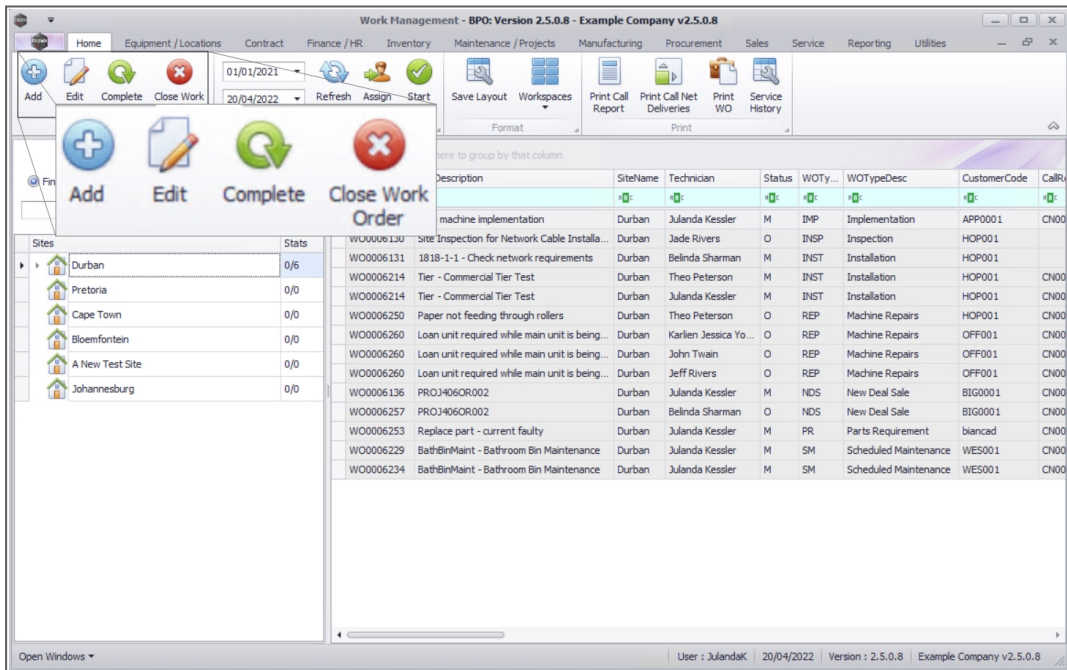 Work Management - BPO: Version 2.5.0.8 - Example Company v2.5.0.8
Home Equipment / Locations Contract Finance / HR Inventory Maintenance / Projects Manufacturing Procurement Sales Service Reporting Utilities
01/01/2021
20/04/2022
Add Edit Complete Close Work Refresh Assign Start Save Layout Workspaces Print Call Report Print Call Net Deliveries Print WO Service History
Format Print
Add Edit Complete Close Work Order
here to group by that column
Description SiteName Technician Status WOTy... WOTypeDesc CustomerCode
machine implementation Durban Julanda Kessler M IMP Implementation APP0001 CN00
Sites Stats
WO0006130 Site Inspection for Network Cable Installa... Durban Jade Rivers O INSP Inspection HOP001
Durban 0/6
WO0006131 1818-1-1 - Check network requirements Durban Belinda Sharman M INST Installation HOP001
WO0006214 Tier - Commercial Tier Test Durban Theo Peterson M INST Installation HOP001 CN00
Pretoria 0/0
WO0006214 Tier - Commercial Tier Test Durban Julanda Kessler M INST Installation HOP001 CN00
Cape Town 0/0
WO0006250 Paper not feeding through rollers Durban Theo Peterson O REP Machine Repairs HOP001 CN00
Bloemfontein 0/0
WO0006260 Loan unit required while main unit is being... Durban Karlien Jessica Yo... O REP Machine Repairs OFF001 CN00
WO0006260 Loan unit required while main unit is being... Durban John Twain O REP Machine Repairs OFF001 CN00
A New Test Site 0/0
WO0006260 Loan unit required while main unit is being... Durban Jeff Rivers O REP Machine Repairs OFF001 CN00
Johannesburg 0/0
WO0006136 PROJ406OR002 Durban Julanda Kessler M NDS New Deal Sale BIG0001 CN00
WO0006257 PROJ406OR002 Durban Belinda Sharman O NDS New Deal Sale BIG0001 CN00
WO0006253 Replace part - current faulty Durban Julanda Kessler M PR Parts Requirement biancad CN00
WO0006229 BathBinMaint - Bathroom Bin Maintenance Durban Julanda Kessler M SM Scheduled Maintenance WES001 CN00
WO0006234 BathBinMaint - Bathroom Bin Maintenance Durban Julanda Kessler M SM Scheduled Maintenance WES001 CN00
Open Windows User : JulandaK 20/04/2022 Version : 2.5.0.8 Example Company v2.5.0.8